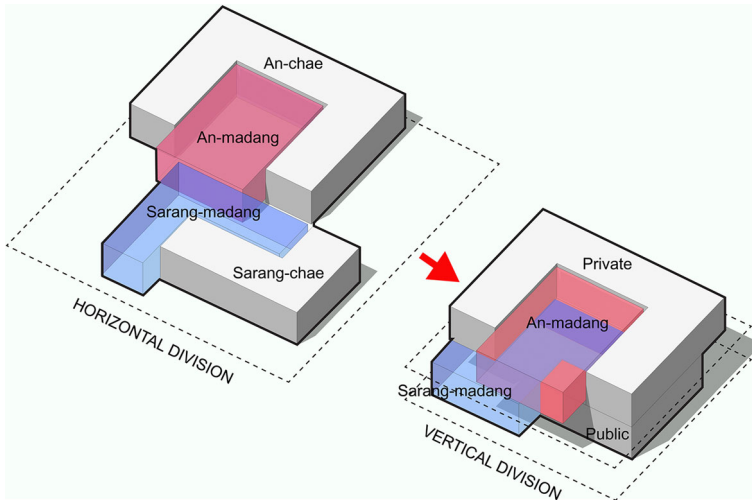 An-chae
An-madang
Sarang-madang
Sarang-chae
HORIZONTAL DIVISION
Private
An-madang
Sarang-madang
Public
VERTICAL DIVISION